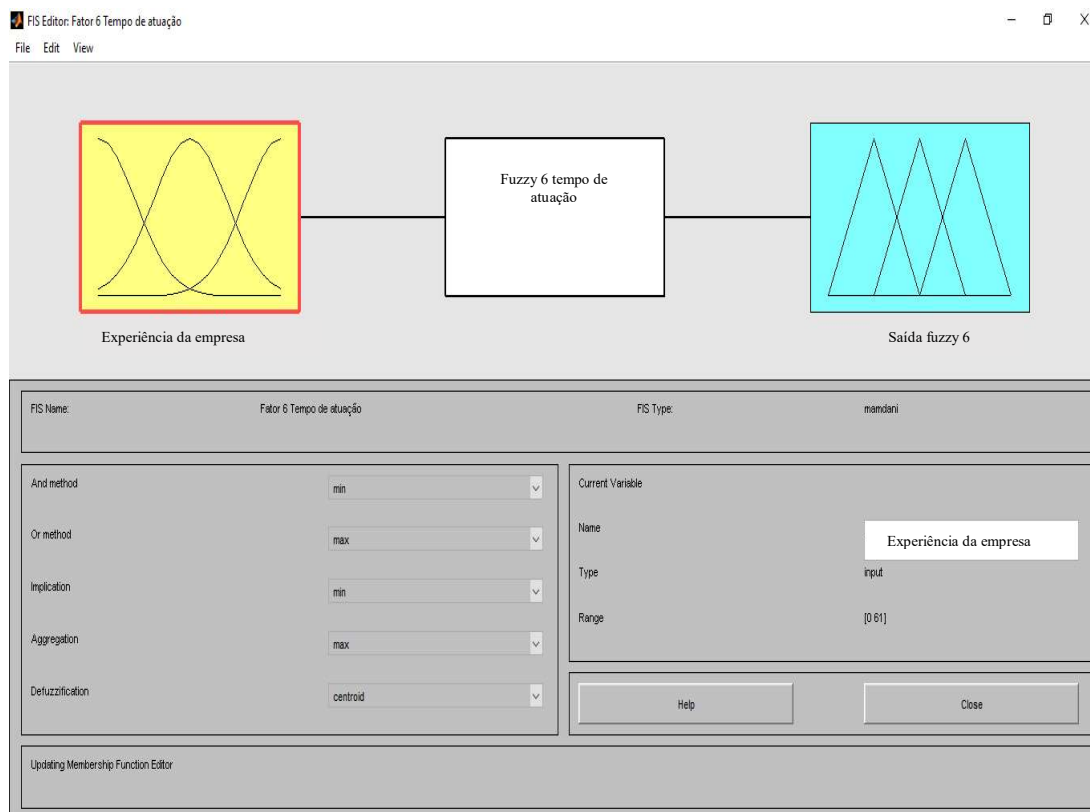 FIS Editor: Fator 6 Tempo de atuação
File Edit View
Fuzzy 6 tempo de
atuação
Experiência da empresa
Saída fuzzy 6
FIS Name: Fator 6 Tempo de atuação FIS Type: mamdani
And method min
Or method max
Implication min
Aggregation max
Defuzzification centroid
Current Variable
Name Experiência da empresa
Type input
Range [0 61]
Help Close
Updating Membership Function Editor